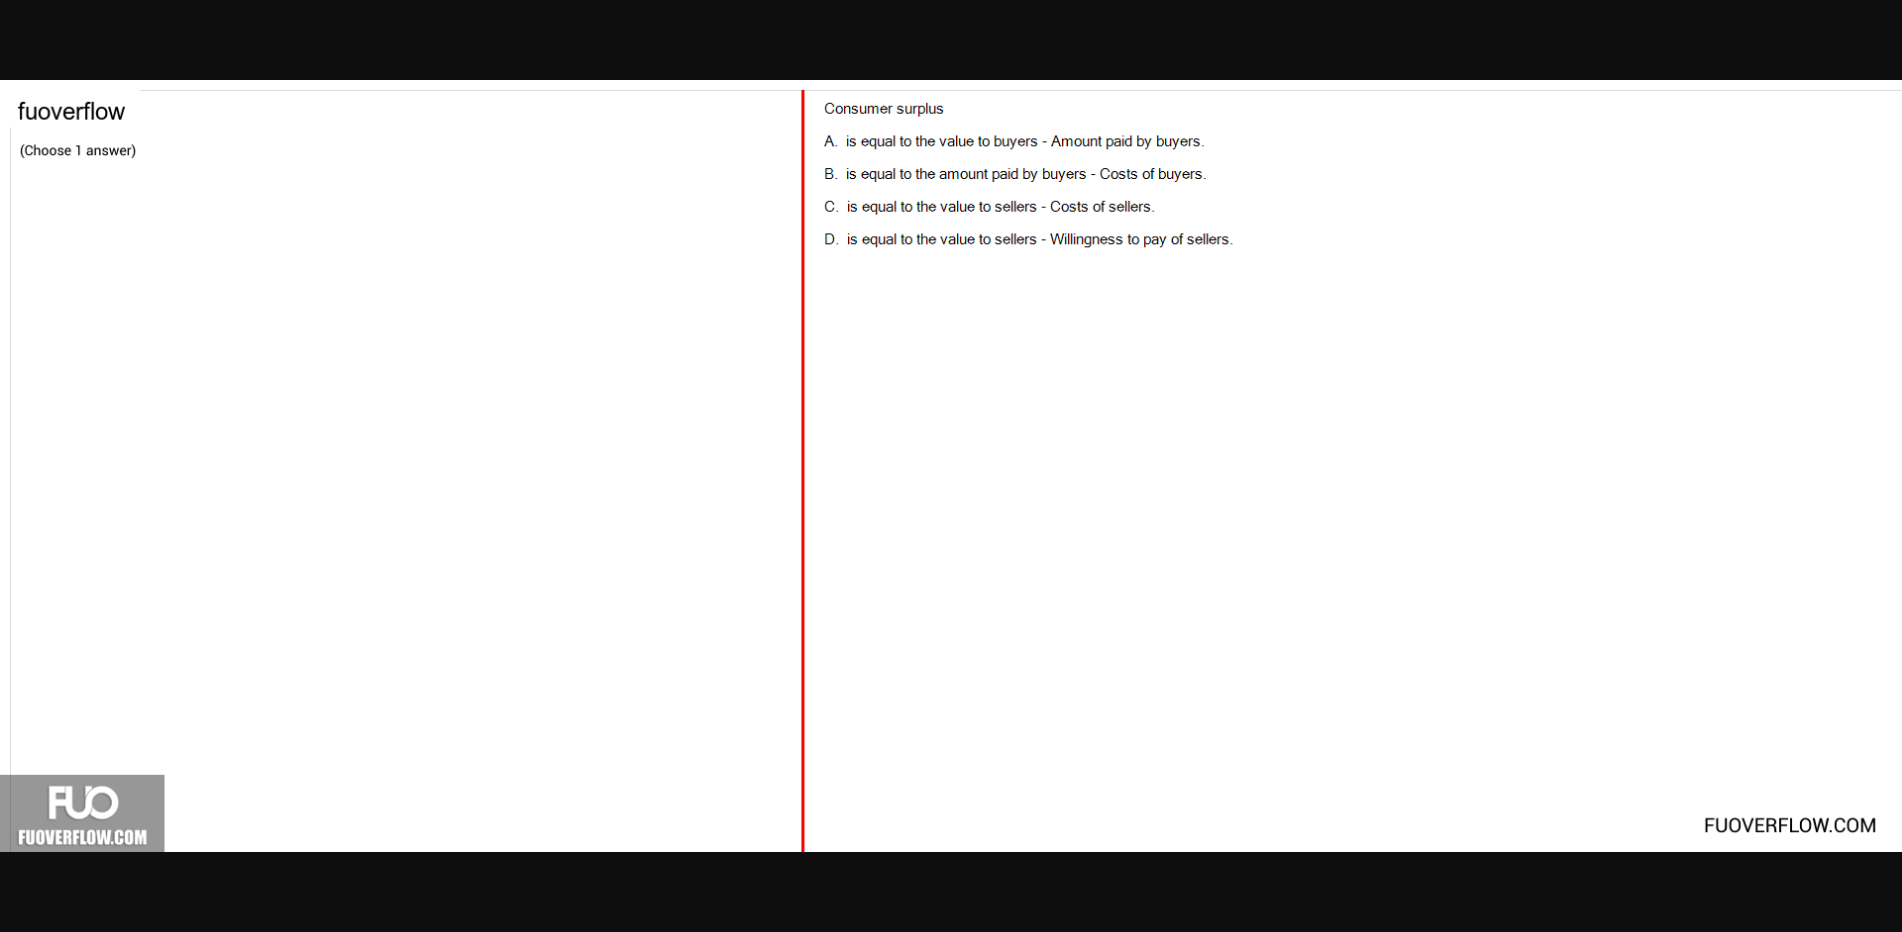 fuoverflow
(Choose 1 answer)
Consumer surplus
A. is equal to the value to buyers - Amount paid by buyers.
B. is equal to the amount paid by buyers - Costs of buyers.
C. is equal to the value to sellers - Costs of sellers.
D. is equal to the value to sellers - Willingness to pay of sellers.
FUO
FUOVERFLOW.COM
FUOVERFLOW.COM